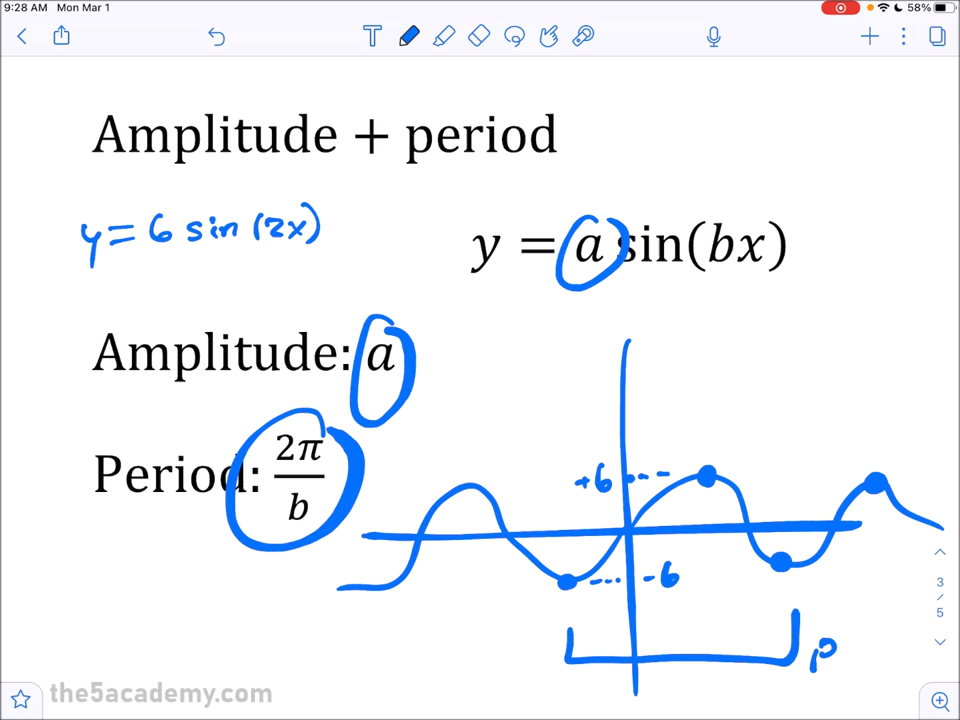 9:28 AM Mon Mar 1
58%
T
Amplitude + period
y = 6 sin (2x)
y = a sin(bx)
Amplitude: a
Period: 2π/b
+6
-6
p
3
/
5
the5academy.com